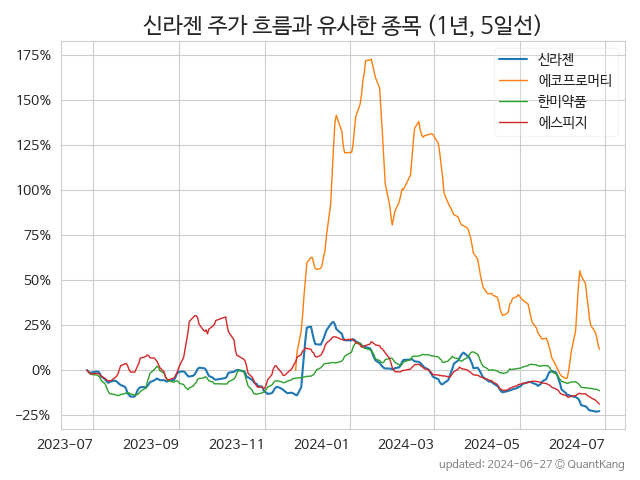 신라젠 주가 흐름과 유사한 종목 (1년, 5일선)
신라젠
에코프로머티
한미약품
에스피지
175%
150%
125%
100%
75%
50%
25%
0%
−25%
2023-07
2023-09
2023-11
2024-01
2024-03
2024-05
2024-07
updated: 2024-06-27 © QuantKang